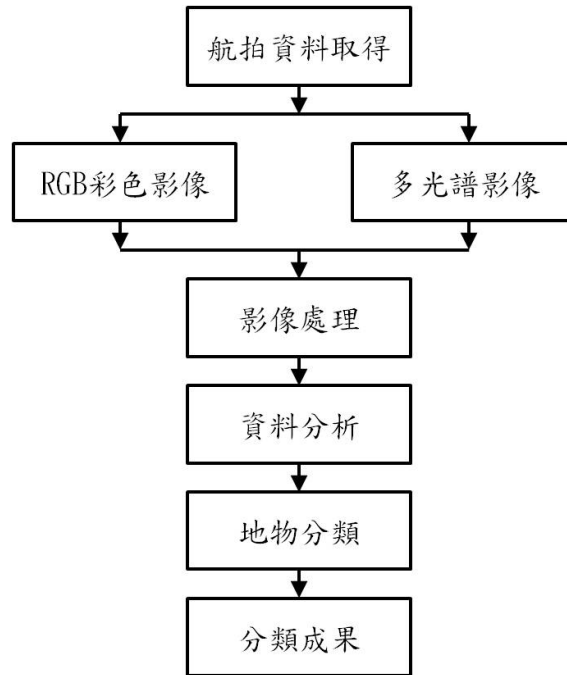 航拍資料取得
RGB彩色影像
多光譜影像
影像處理
資料分析
地物分類
分類成果